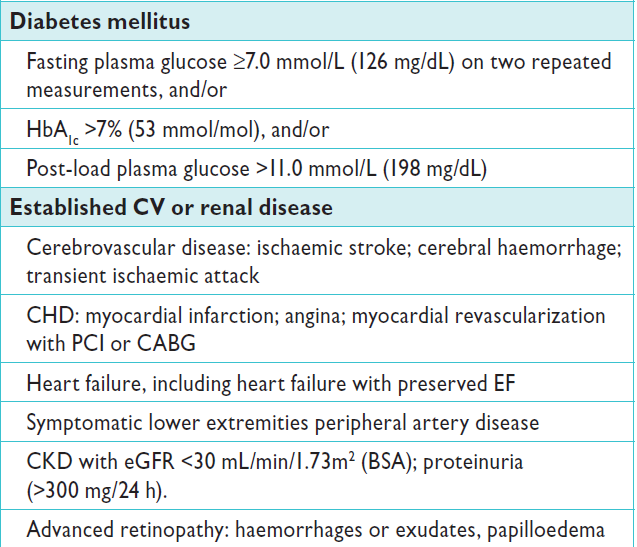 Diabetes mellitus
Fasting plasma glucose ≥7.0 mmol/L (126 mg/dL) on two repeated
measurements, and/or
HbA1c >7% (53 mmol/mol), and/or
Post-load plasma glucose >11.0 mmol/L (198 mg/dL)
Established CV or renal disease
Cerebrovascular disease: ischaemic stroke; cerebral haemorrhage;
transient ischaemic attack
CHD: myocardial infarction; angina; myocardial revascularization
with PCI or CABG
Heart failure, including heart failure with preserved EF
Symptomatic lower extremities peripheral artery disease
CKD with eGFR <30 mL/min/1.73m² (BSA); proteinuria
(>300 mg/24 h).
Advanced retinopathy: haemorrhages or exudates, papilloedema